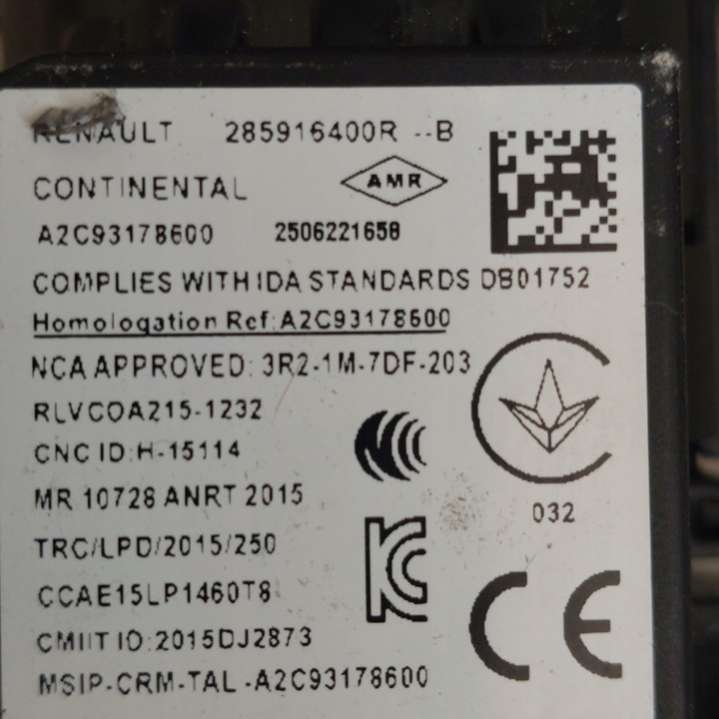 RENAULT 285916400R --B
CONTINENTAL AMR
A2C93178600 2506221658
COMPLIES WITH IDA STANDARDS DB01752
Homologation Ref: A2C93178600
NCA APPROVED: 3R2-1M-7DF-203
RLVCOA215-1232
CNC ID: H-15114
MR 10728 ANRT 2015
032
TRC/LPD/2015/250
CCAE15LP1460T8
CMIIT ID: 2015DJ2873
MSIP-CRM-TAL-A2C93178600
CE